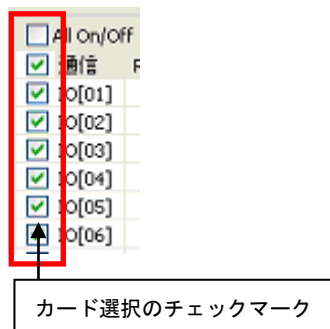 All On/Off
通信
IO[01]
IO[02]
IO[03]
IO[04]
IO[05]
IO[06]
カード選択のチェックマーク